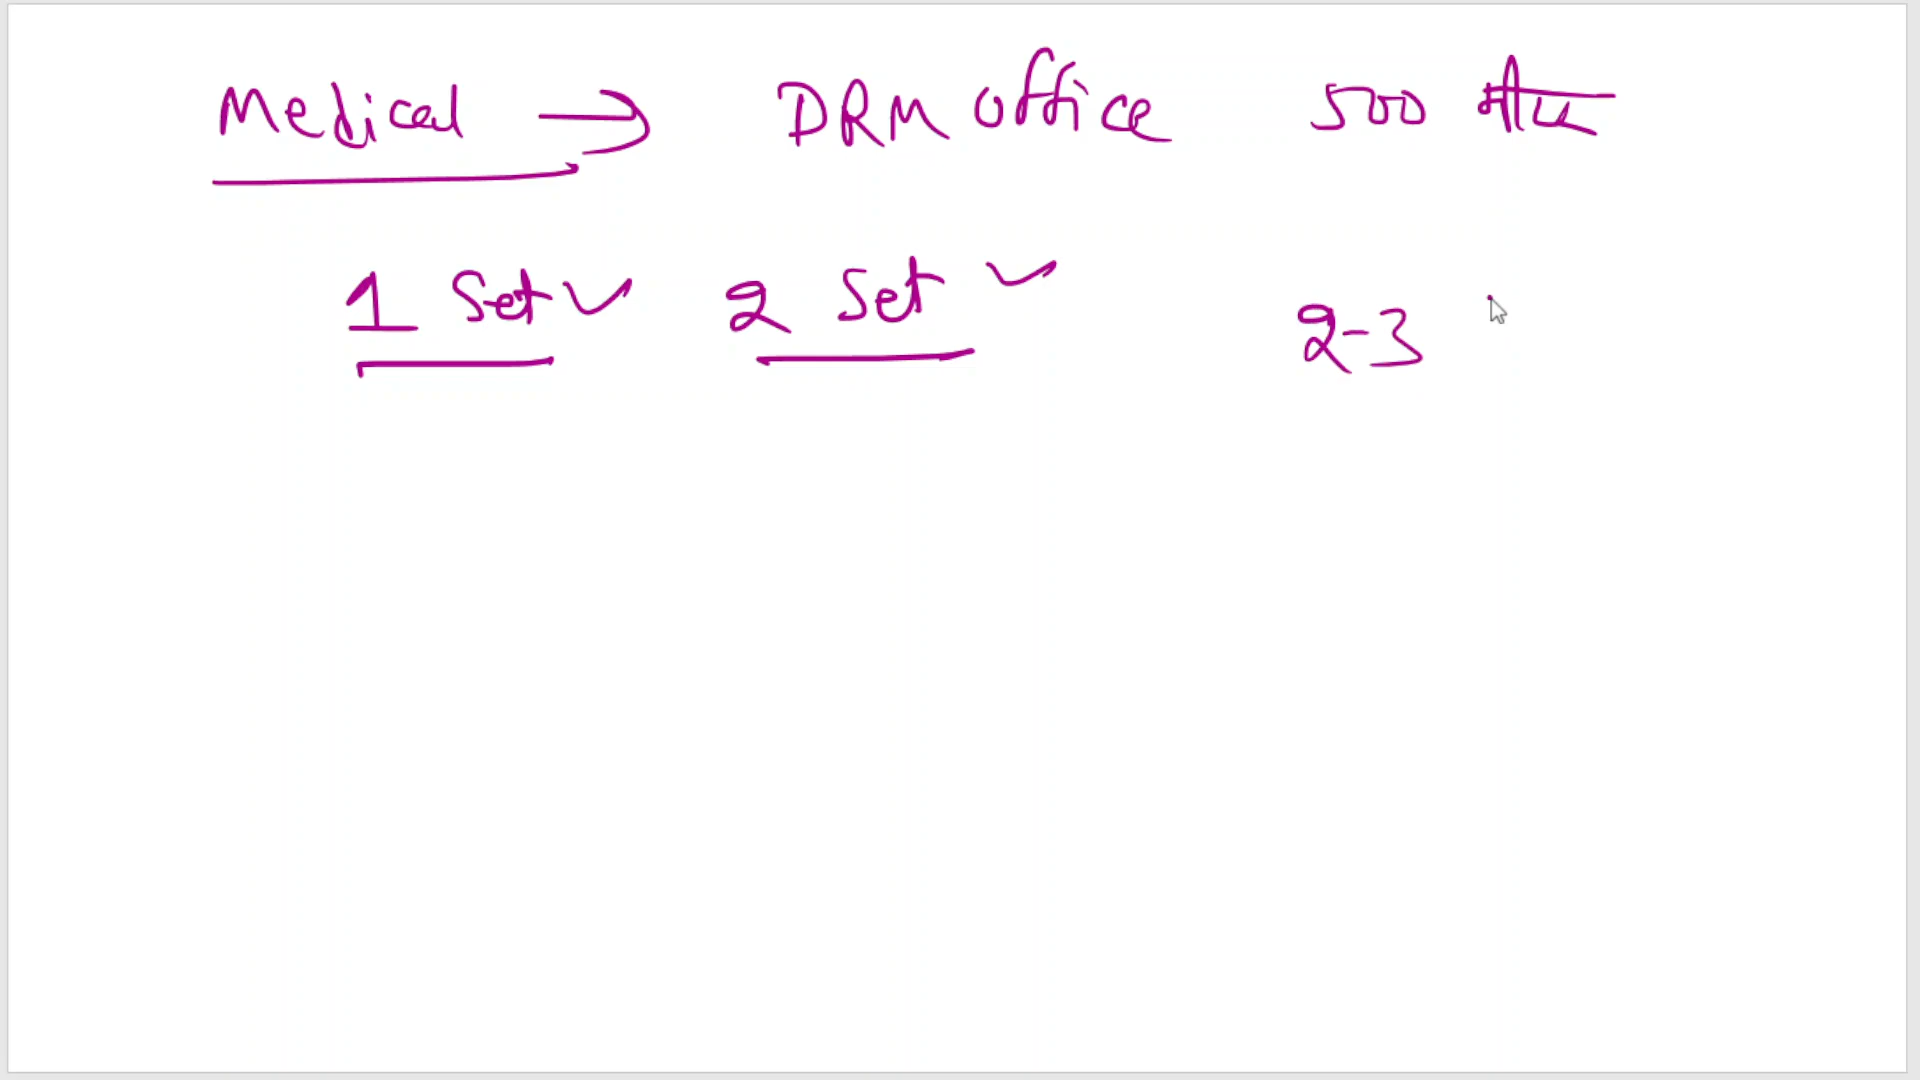 Medical → DRM office 500
1 Set ✓ 2 Set ✓
2-3